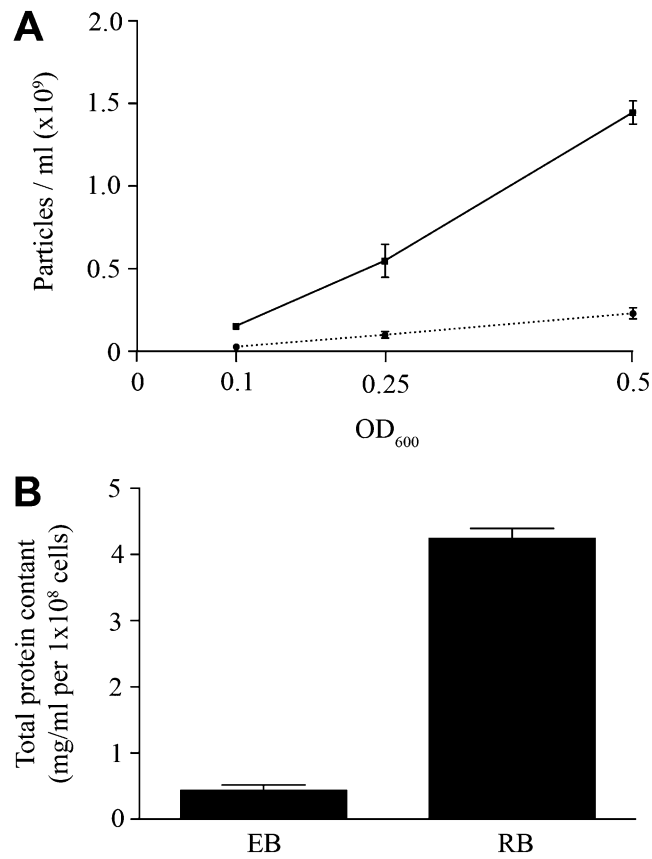 A
Particles / ml (x10⁹)
2.0
1.5
1.0
0.5
0
0
0.1
0.25
0.5
OD₆₀₀
B
Total protein contant
(mg/ml per 1x10⁸ cells)
5
4
3
2
1
0
EB
RB